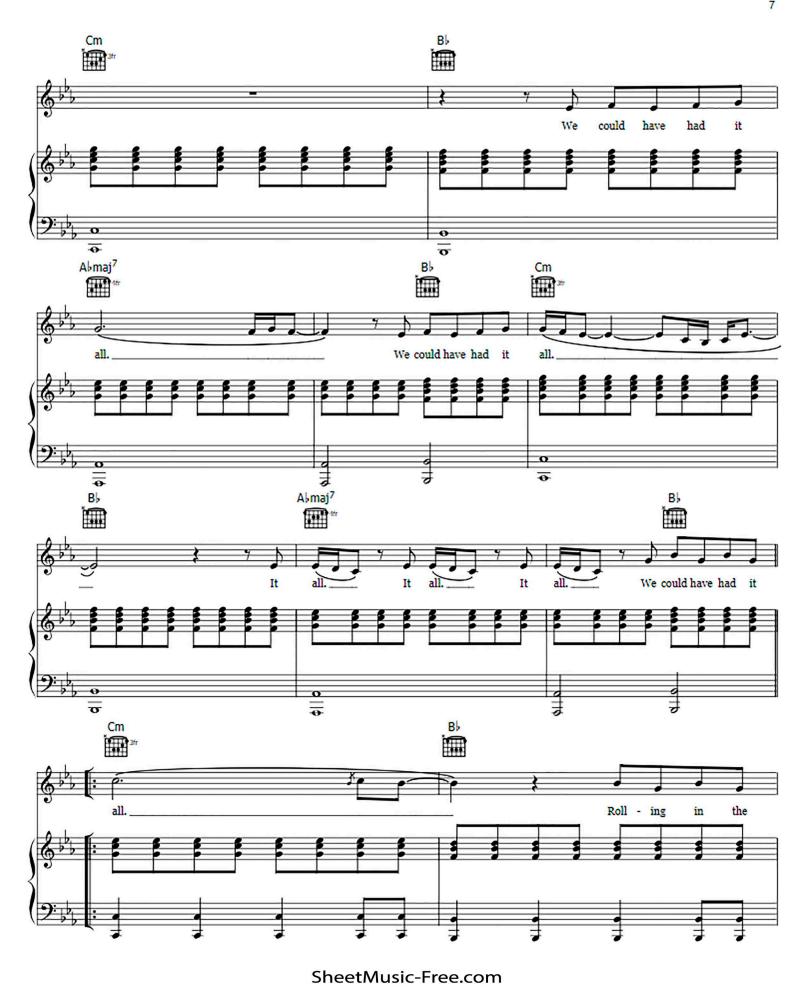 7
Cm B♭
3fr
We could have had it
A♭maj7 B♭ Cm
4fr 3fr
all. We could have had it all.
B♭ A♭maj7 B♭
4fr
It all. It all. It all. We could have had it
Cm B♭
3fr
all. Roll - ing in the
SheetMusic-Free.com